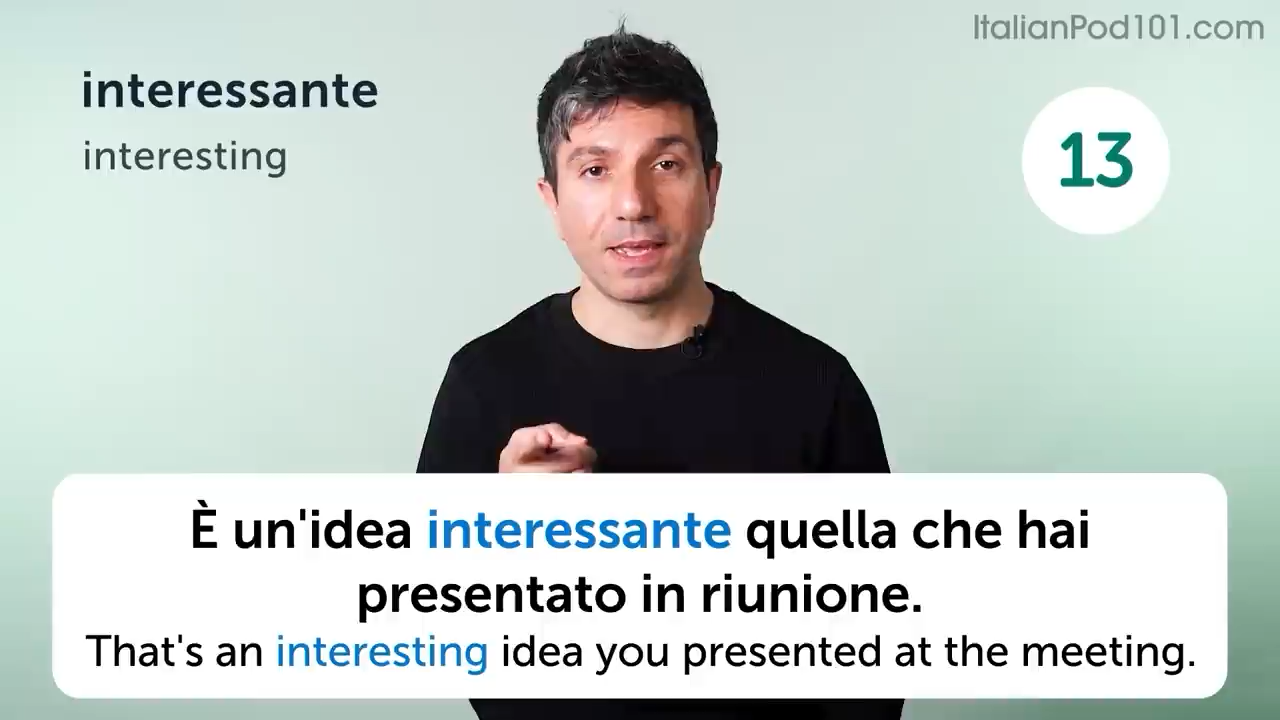 ItalianPod101.com
interessante
interesting
13
È un'idea interessante quella che hai
presentato in riunione.
That's an interesting idea you presented at the meeting.